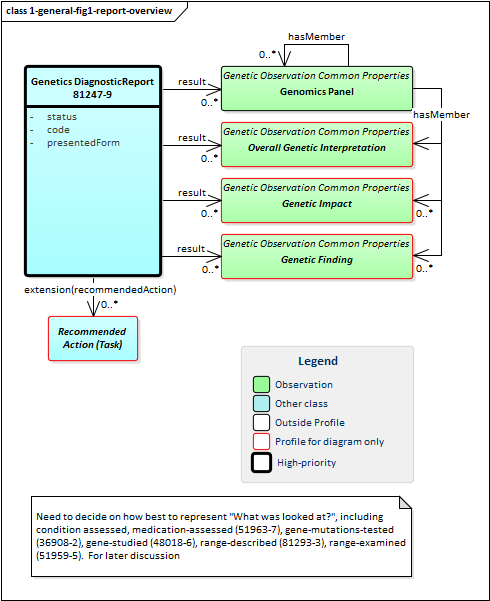 class 1-general-fig1-report-overview
hasMember
0..*
Genetics DiagnosticReport
81247-9
- status
- code
- presentedForm
result
0..*
Genetic Observation Common Properties
Genomics Panel
hasMember
result
0..*
Genetic Observation Common Properties
Overall Genetic Interpretation
result
0..*
Genetic Observation Common Properties
Genetic Impact
0..*
result
0..*
Genetic Observation Common Properties
Genetic Finding
0..*
extension(recommendedAction)
0..*
Recommended
Action (Task)
Legend
Observation
Other class
Outside Profile
Profile for diagram only
High-priority
Need to decide on how best to represent "What was looked at?", including
condition assessed, medication-assessed (51963-7), gene-mutations-tested
(36908-2), gene-studied (48018-6), range-described (81293-3), range-examined
(51959-5). For later discussion